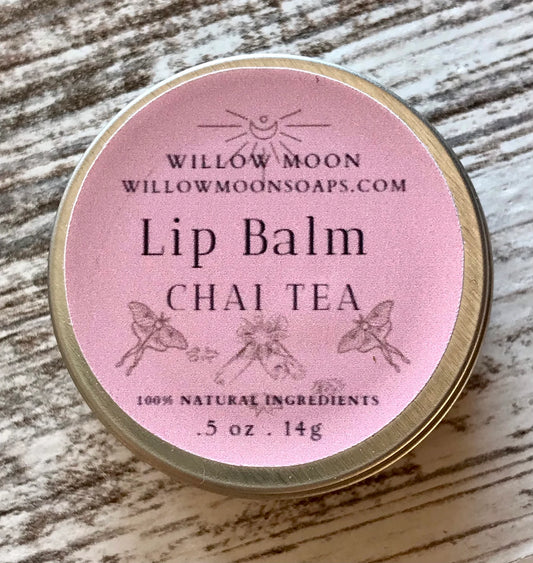 WILLOW MOON
WILLOWMOONSOAPS.COM
Lip Balm
CHAI TEA
100% NATURAL INGREDIENTS
.5 oz . 14g